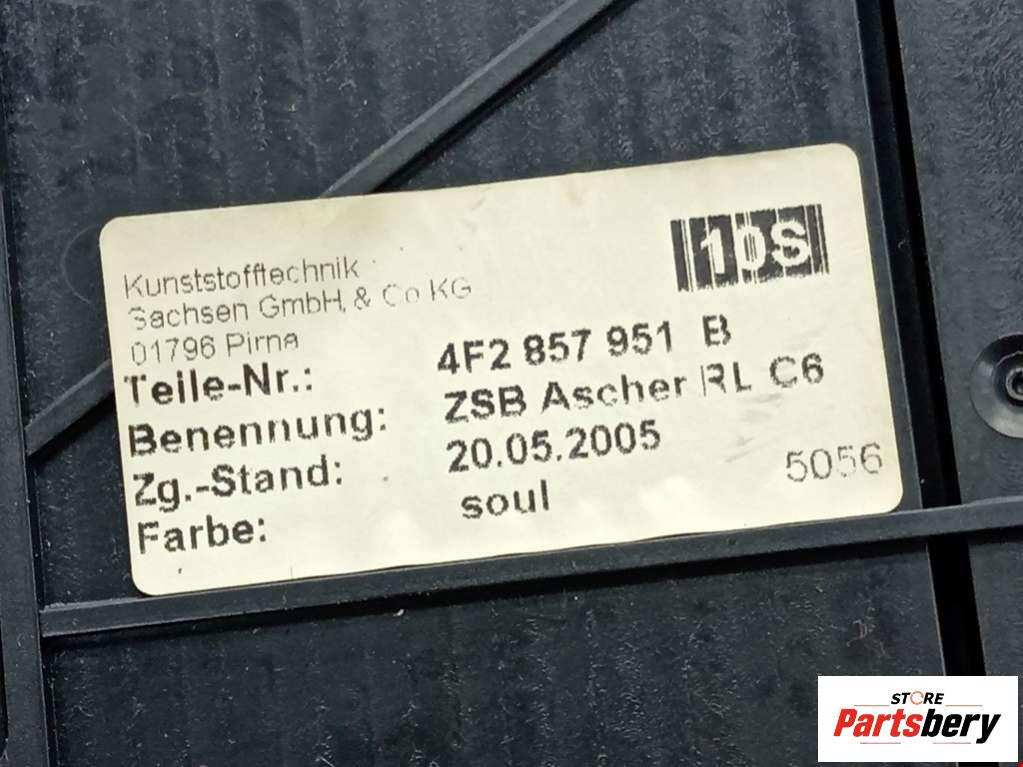 Kunststofftechnik
Sachsen GmbH, & Co KG
01796 Pirna
1DS
Teile-Nr.: 4F2 857 951 B
Benennung: ZSB Ascher RL C6
Zg.-Stand: 20.05.2005
Farbe: soul
5056
STORE
Partsbery